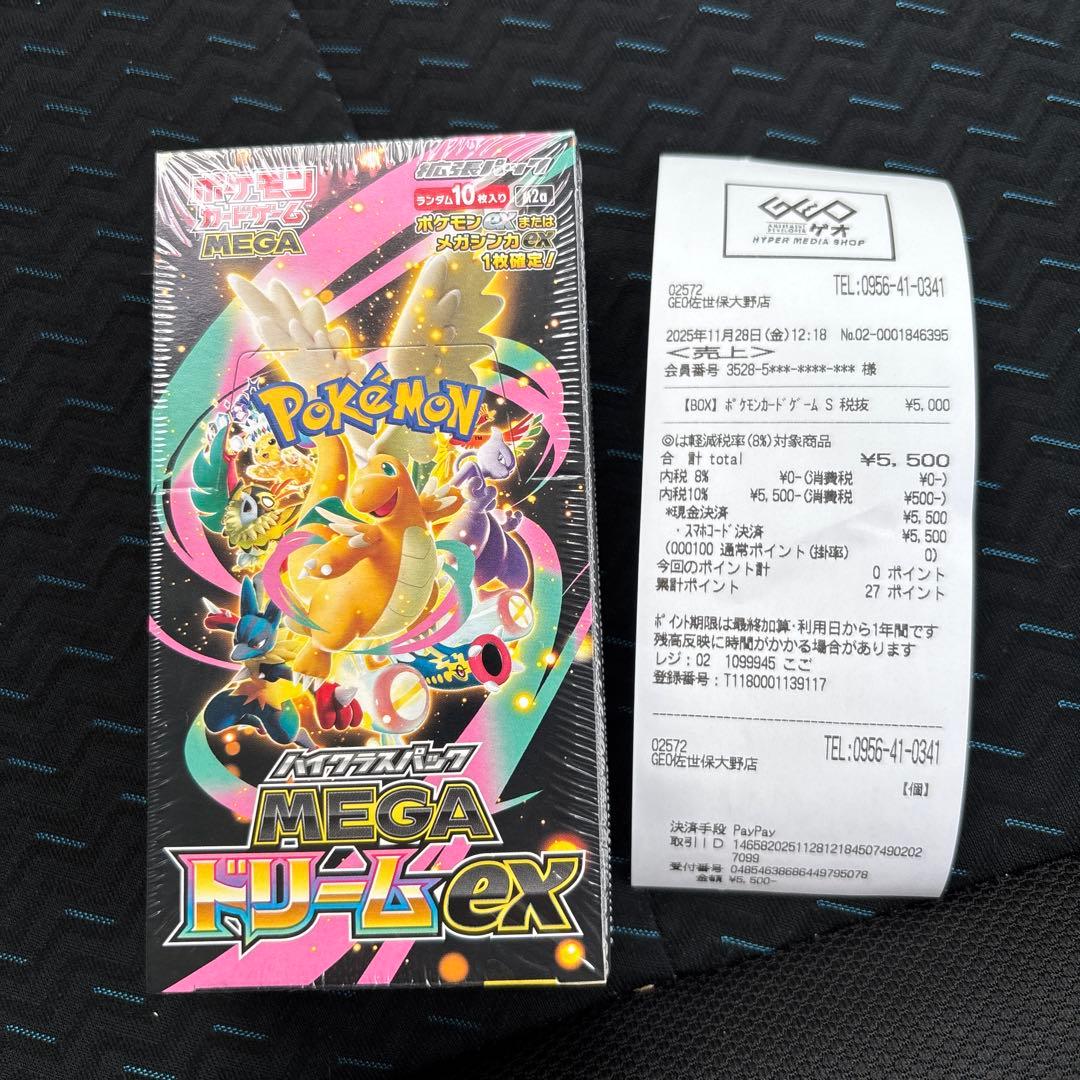 ポケモン
カードゲーム
MEGA
拡張パック
ランダム10枚入り
M2a
ポケモンexまたは
メガシンカex
1枚確定!
POKÉMON
TM
ハイクラスパック
MEGA
ドリームex
GEO
ゲオ
HYPER MEDIA SHOP
02572
TEL:0956-41-0341
GEO佐世保大野店
2025年11月28日(金)12:18 No.02-0001846395
<売上>
会員番号 3528-5***-****-*** 様
【BOX】ポケモンカードゲーム S 税抜 ¥5,000
◎は軽減税率(8%)対象商品
合 計 total ¥5,500
内税 8% ¥0-(消費税 ¥0-)
内税10% ¥5,500-(消費税 ¥500-)
*現金決済 ¥5,500
・スマホコード決済 ¥5,500
(000100 通常ポイント(掛率) 0)
今回のポイント計 0 ポイント
累計ポイント 27 ポイント
ポイント期限は最終加算・利用日から1年間です
残高反映に時間がかかる場合があります
レジ:02 1099945 ここ
登録番号:T1180001139117
02572
TEL:0956-41-0341
GEO佐世保大野店
【個】
決済手段 PayPay
取引ID 14658202511281218450749020 2
7099
受付番号 04854638686449795078
金額 ¥5,500-